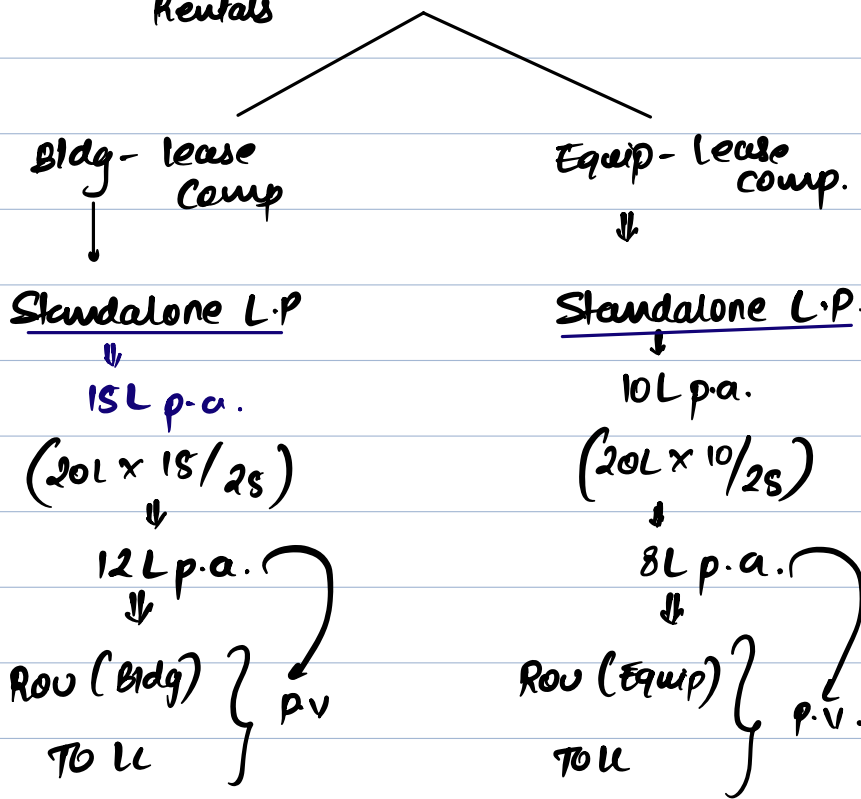 Rentals
Bldg - lease
Comp
Standalone L.P
15L p.a.
(20L × 15/25)
12L p.a.
ROU (Bldg)
P.V
TO LL
Equip - Lease
comp.
Standalone L.P.
10L p.a.
(20L × 10/25)
8L p.a.
ROU (Equip)
P.V.
TO LL